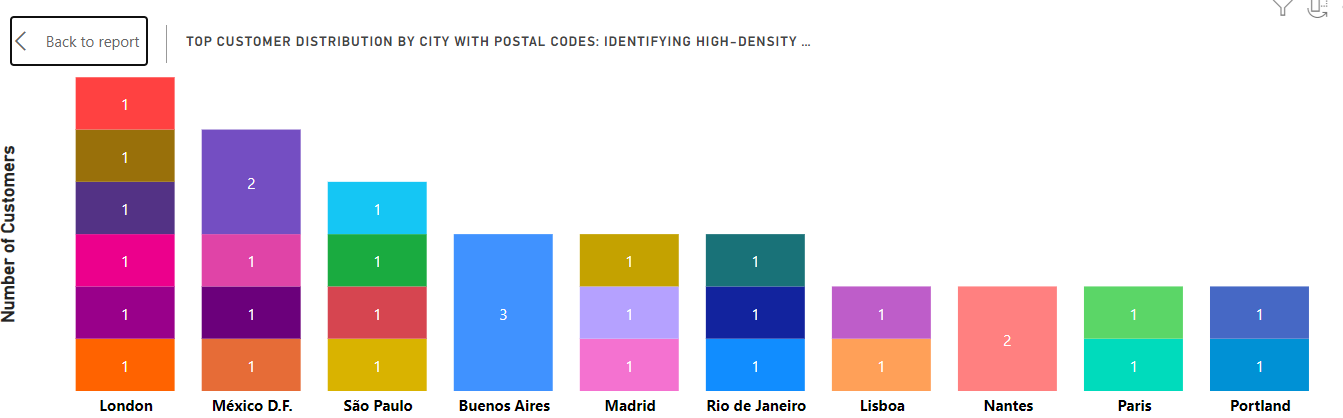 Back to report
TOP CUSTOMER DISTRIBUTION BY CITY WITH POSTAL CODES: IDENTIFYING HIGH-DENSITY ...
Number of Customers
1
1 2
1 1
1 1 1 3 1 1
1 1 1 1 1 1 2 1 1
1 1 1 1 1 1 1 1
London México D.F. São Paulo Buenos Aires Madrid Rio de Janeiro Lisboa Nantes Paris Portland